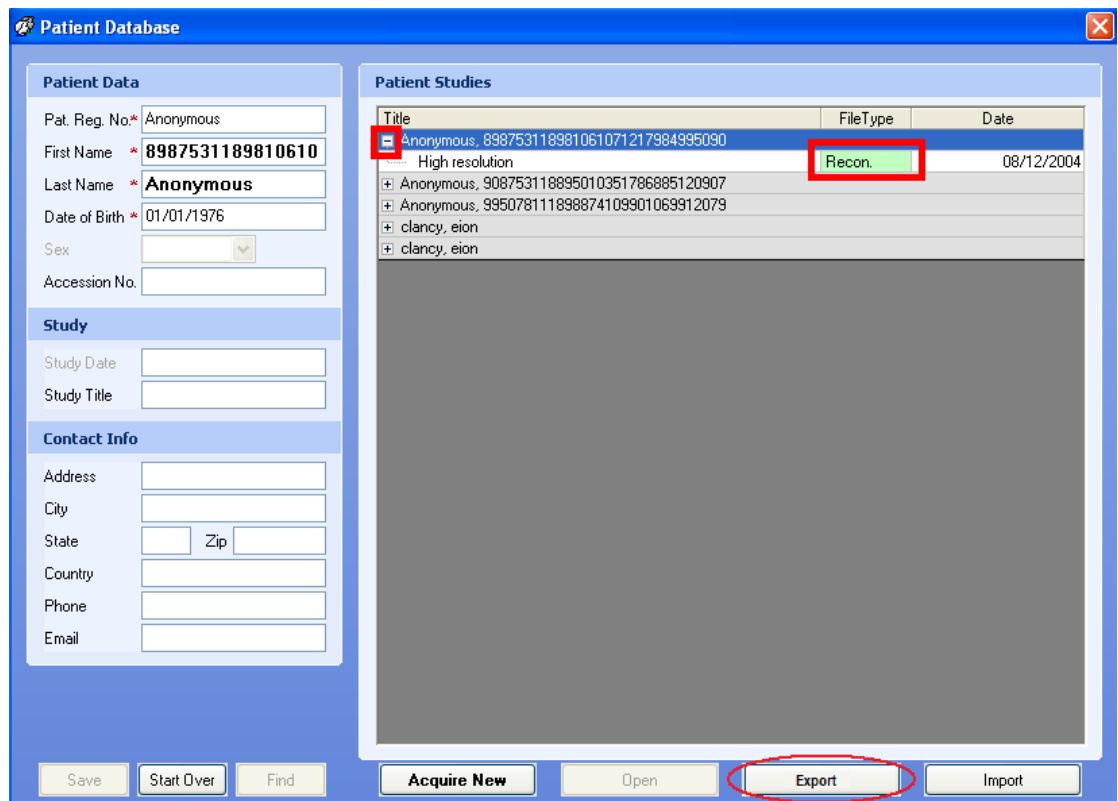 Patient Database
Patient Data
Pat. Reg. No.* Anonymous
First Name * 8987531189810610
Last Name * Anonymous
Date of Birth * 01/01/1976
Sex
Accession No.
Study
Study Date
Study Title
Contact Info
Address
City
State Zip
Country
Phone
Email
Save Start Over Find
Patient Studies
Title FileType Date
Anonymous, 8987531189810610712179849950​90
High resolution Recon. 08/12/2004
Anonymous, 908753118895010351786885120907
Anonymous, 995078111898874109901069912079
clancy, eion
clancy, eion
Acquire New Open Export Import